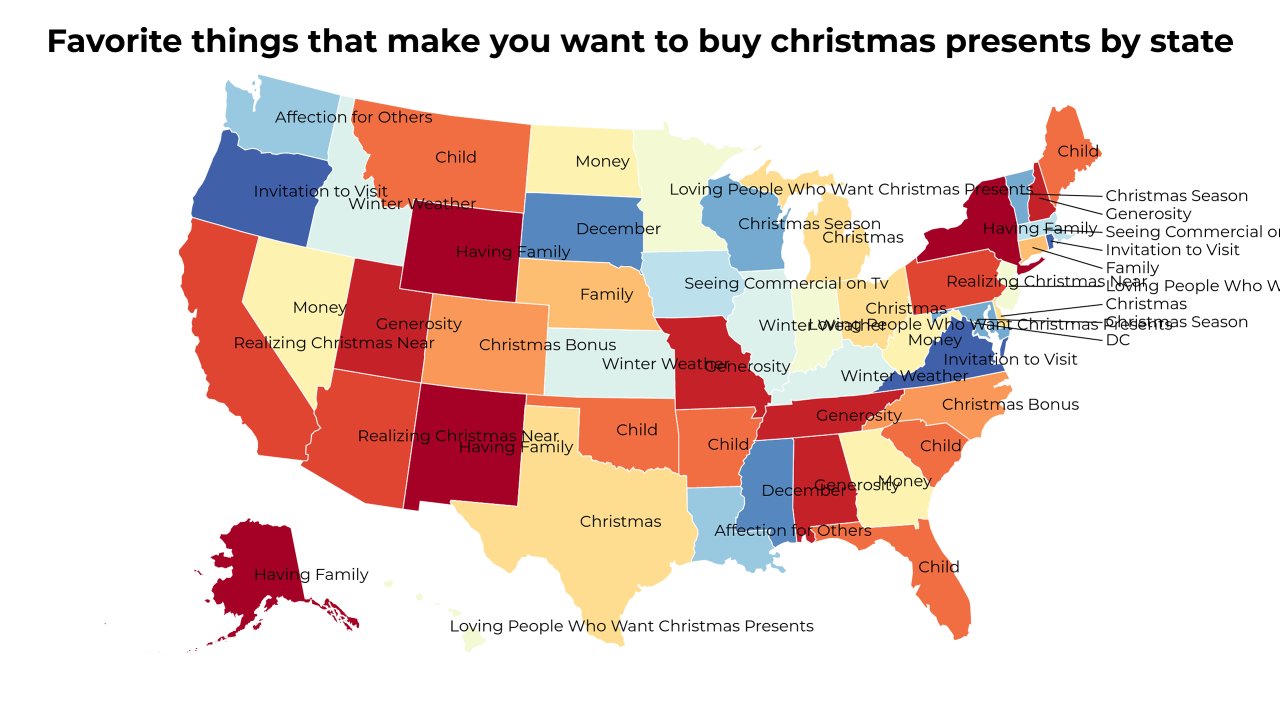 Favorite things that make you want to buy christmas presents by state
Affection for Others
Child
Money
Child
Invitation to Visit
Winter Weather
Loving People Who Want Christmas Presents
Christmas Season
Generosity
December
Christmas Season
Christmas
Having Family
Seeing Commercial or
Having Family
Invitation to Visit
Family
Seeing Commercial on Tv
Realizing Christmas Near
Loving People Who W
Family
Christmas
Money
Christmas
Generosity
Winter Weather
Loving People Who Want Christmas Presents
Christmas Season
Realizing Christmas Near
Christmas Bonus
Money
DC
Winter Weather
Generosity
Invitation to Visit
Winter Weather
Christmas Bonus
Generosity
Realizing Christmas Near
Having Family
Child
Child
Child
December
Generosity
Money
Christmas
Affection for Others
Child
Having Family
Loving People Who Want Christmas Presents